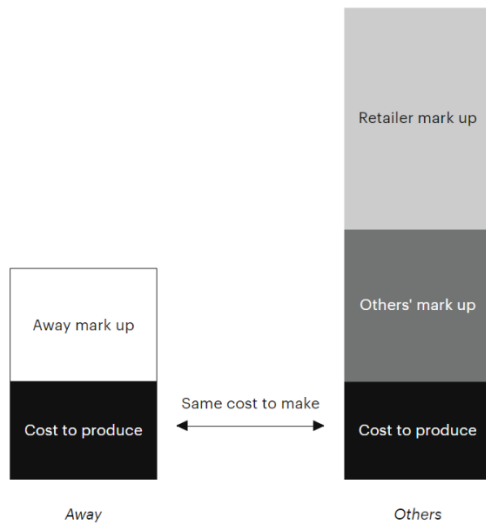 Retailer mark up
Away mark up
Others' mark up
Same cost to make
Cost to produce
Cost to produce
Away
Others